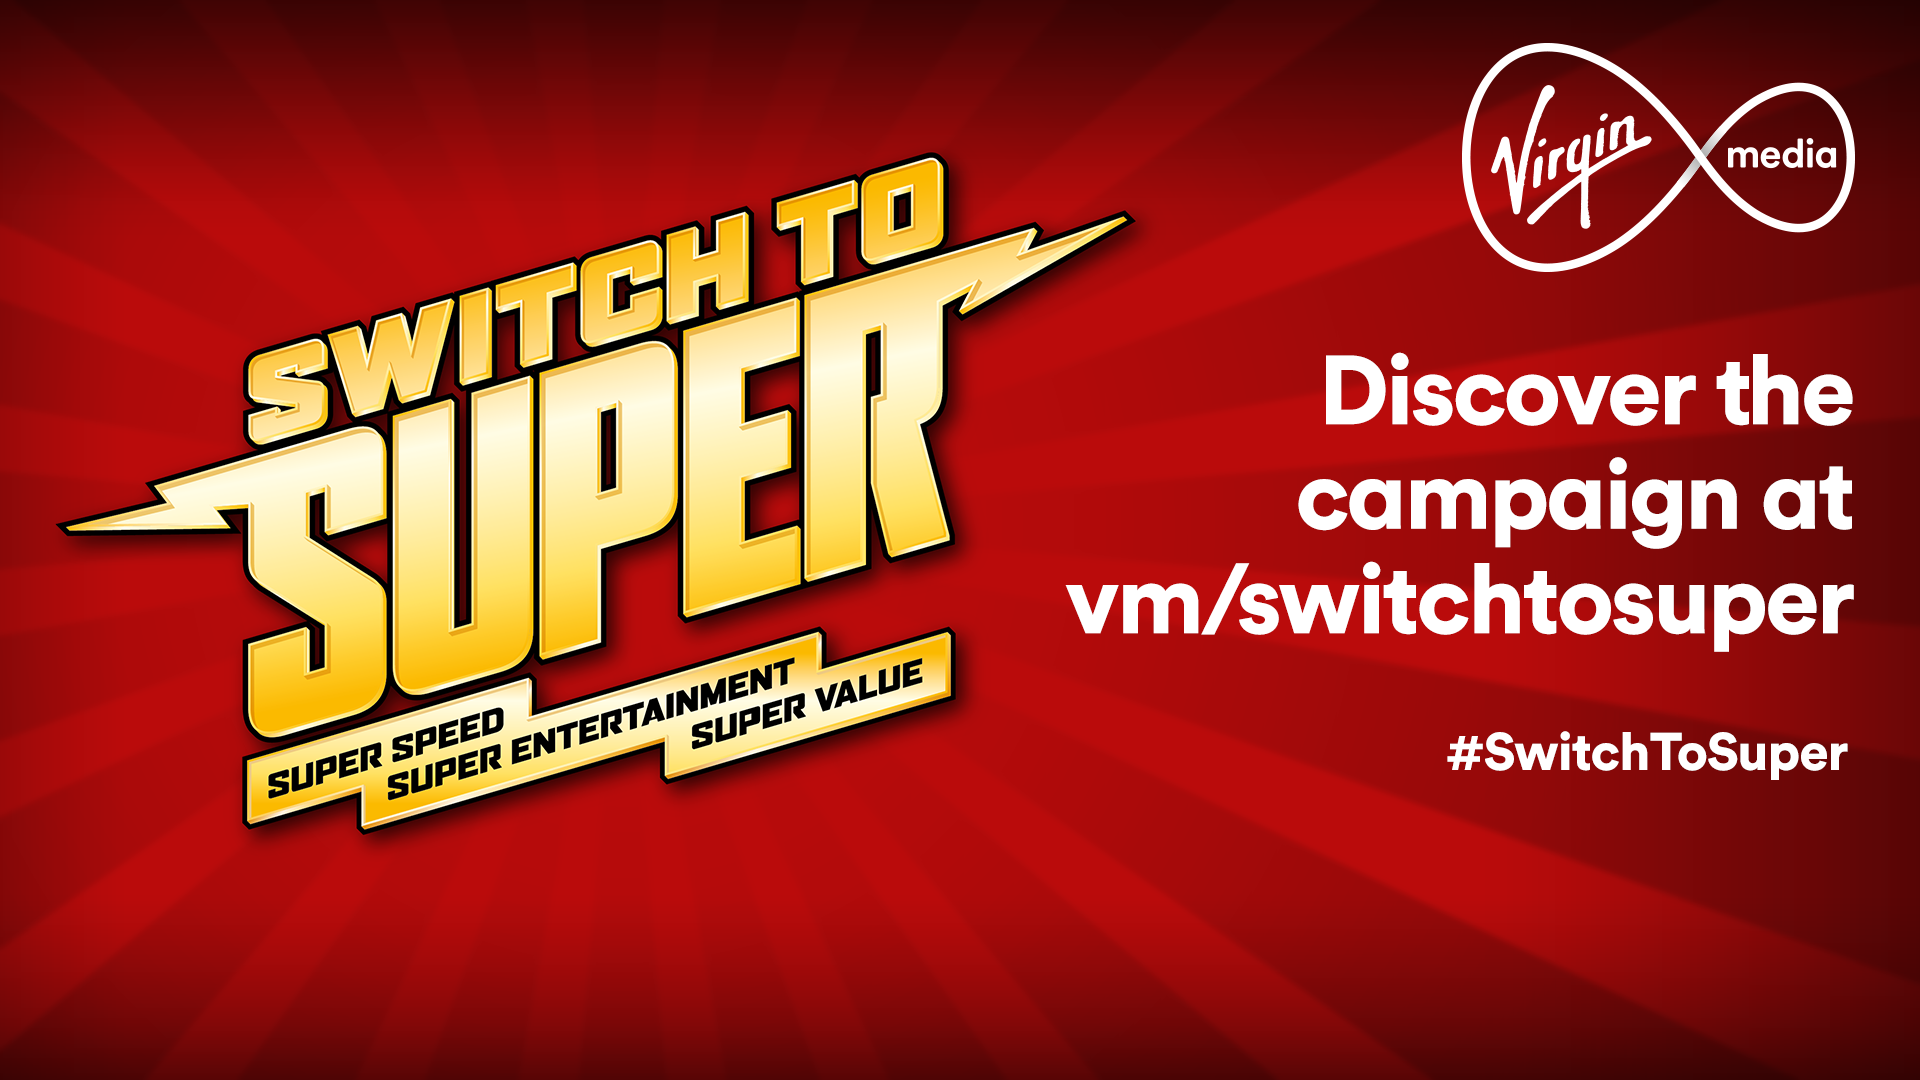 SWITCH TO
SUPER
SUPER SPEED
SUPER ENTERTAINMENT
SUPER VALUE
Virgin media
Discover the
campaign at
vm/switchtosuper
#SwitchToSuper